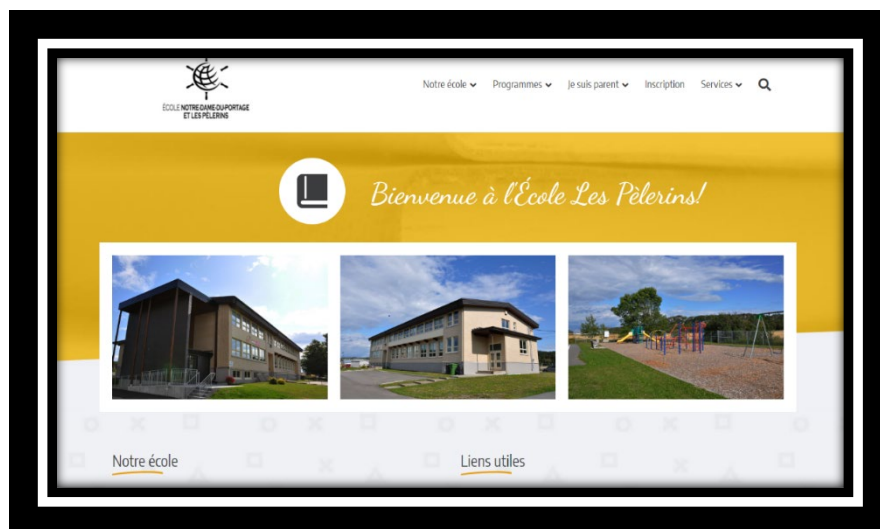 Notre école
Programmes
Je suis parent
Inscription
Services
ÉCOLE NOTRE-DAME-DU-PORTAGE
ET LES PÈLERINS
Bienvenue à l'École Les Pèlerins!
Notre école
Liens utiles